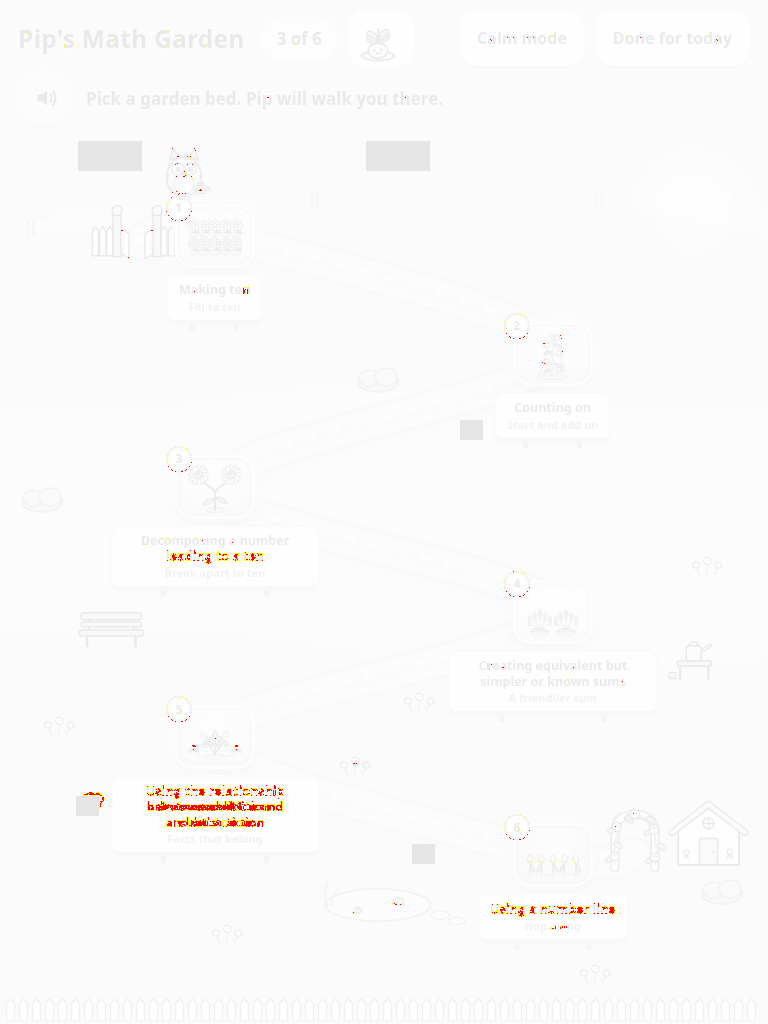 Pip's Math Garden
3 of 6
Calm mode
Done for today
Pick a garden bed. Pip will walk you there.
1
Making ten
Fill to ten
2
Counting on
Start and add on
3
Decomposing a number
leading to a ten
Break apart to ten
4
Creating equivalent but
simpler or known sums
A friendlier sum
5
Using the relationship
between and
Facts that belong
6
Using a number line